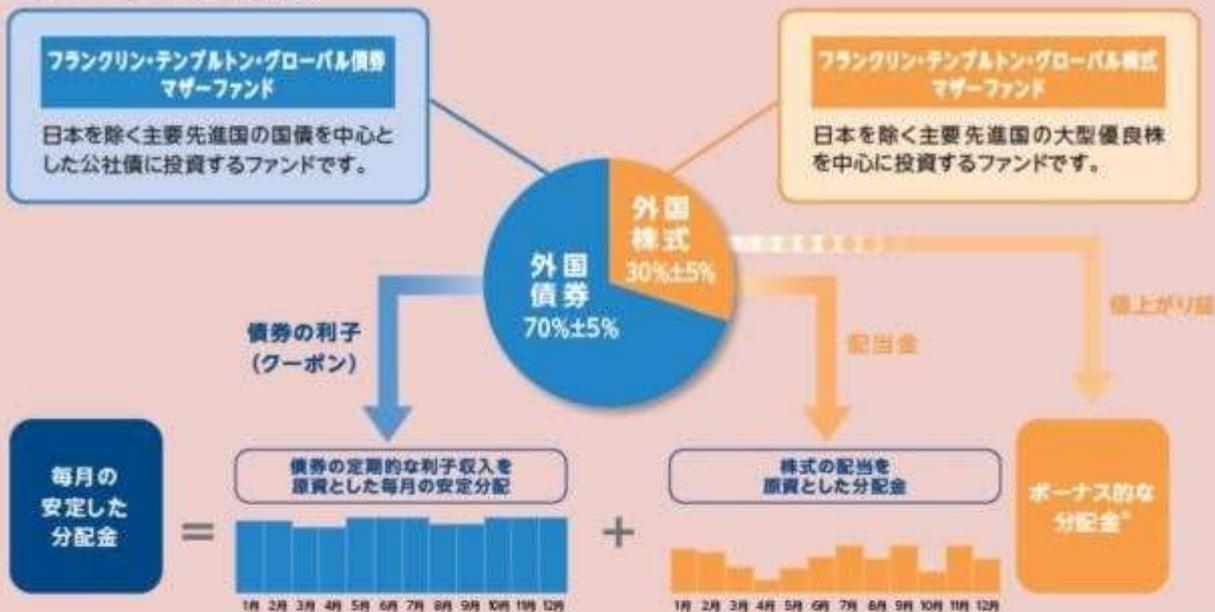 フランクリン・テンプルトン・グローバル債券
マザーファンド
日本を除く主要先進国の国債を中心と
した公社債に投資するファンドです。
フランクリン・テンプルトン・グローバル株式
マザーファンド
日本を除く主要先進国の大型優良株
を中心に投資するファンドです。
外国
株式
30%±5%
外国
債券
70%±5%
債券の利子
(クーポン)
配当金
値上がり益
毎月の
安定した
分配金
=
債券の定期的な利子収入を
原資とした毎月の安定分配
1月 2月 3月 4月 5月 6月 7月 8月 9月 10月 11月 12月
+
株式の配当を
原資とした分配金
1月 2月 3月 4月 5月 6月 7月 8月 9月 10月 11月 12月
ボーナス的な
分配金*